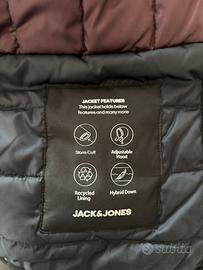 JACKET FEATURES
This jacket holds below
features and many more
Storm Cuff
Adjustable
Hood
Recycled
Lining
Hybrid Down
JACK&JONES
subito